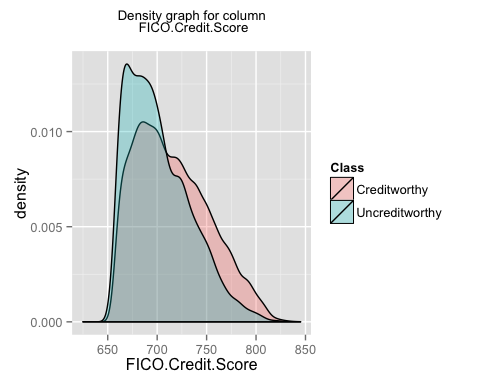 Density graph for column
FICO.Credit.Score
density
0.010
0.005
0.000
650
700
750
800
850
FICO.Credit.Score
Class
Creditworthy
Uncreditworthy